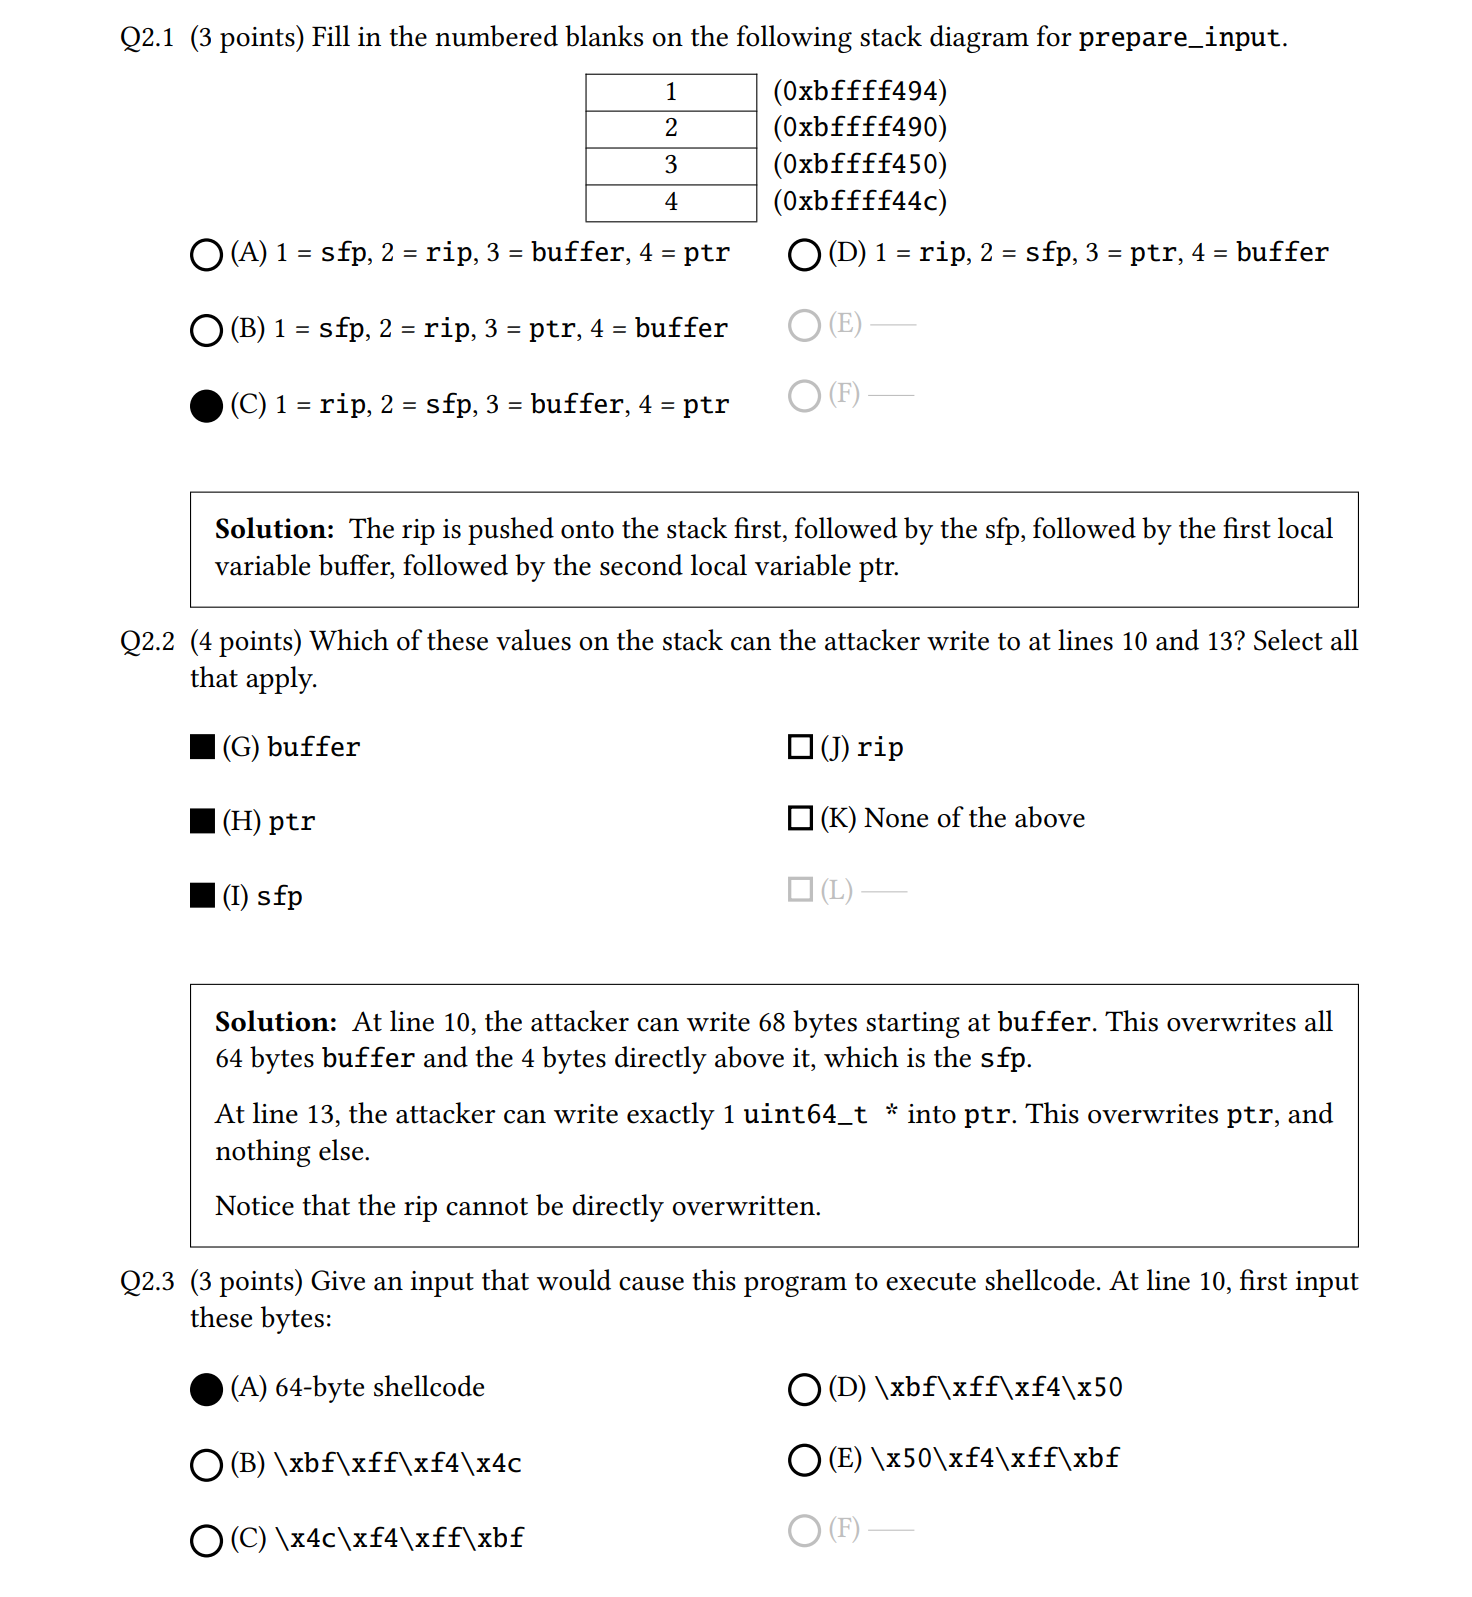 Q2.1 (3 points) Fill in the numbered blanks on the following stack diagram for prepare_input.
1 (0xbffff494)
2 (0xbffff490)
3 (0xbffff450)
4 (0xbffff44c)
(A) 1 = sfp, 2 = rip, 3 = buffer, 4 = ptr
(D) 1 = rip, 2 = sfp, 3 = ptr, 4 = buffer
(B) 1 = sfp, 2 = rip, 3 = ptr, 4 = buffer
(E) —
(C) 1 = rip, 2 = sfp, 3 = buffer, 4 = ptr
(F) —
Solution: The rip is pushed onto the stack first, followed by the sfp, followed by the first local
variable buffer, followed by the second local variable ptr.
Q2.2 (4 points) Which of these values on the stack can the attacker write to at lines 10 and 13? Select all
that apply.
(G) buffer
(J) rip
(H) ptr
(K) None of the above
(I) sfp
(L) —
Solution: At line 10, the attacker can write 68 bytes starting at buffer. This overwrites all
64 bytes buffer and the 4 bytes directly above it, which is the sfp.
At line 13, the attacker can write exactly 1 uint64_t * into ptr. This overwrites ptr, and
nothing else.
Notice that the rip cannot be directly overwritten.
Q2.3 (3 points) Give an input that would cause this program to execute shellcode. At line 10, first input
these bytes:
(A) 64-byte shellcode
(D) \xbf\xff\xf4\x50
(B) \xbf\xff\xf4\x4c
(E) \x50\xf4\xff\xbf
(C) \x4c\xf4\xff\xbf
(F) —